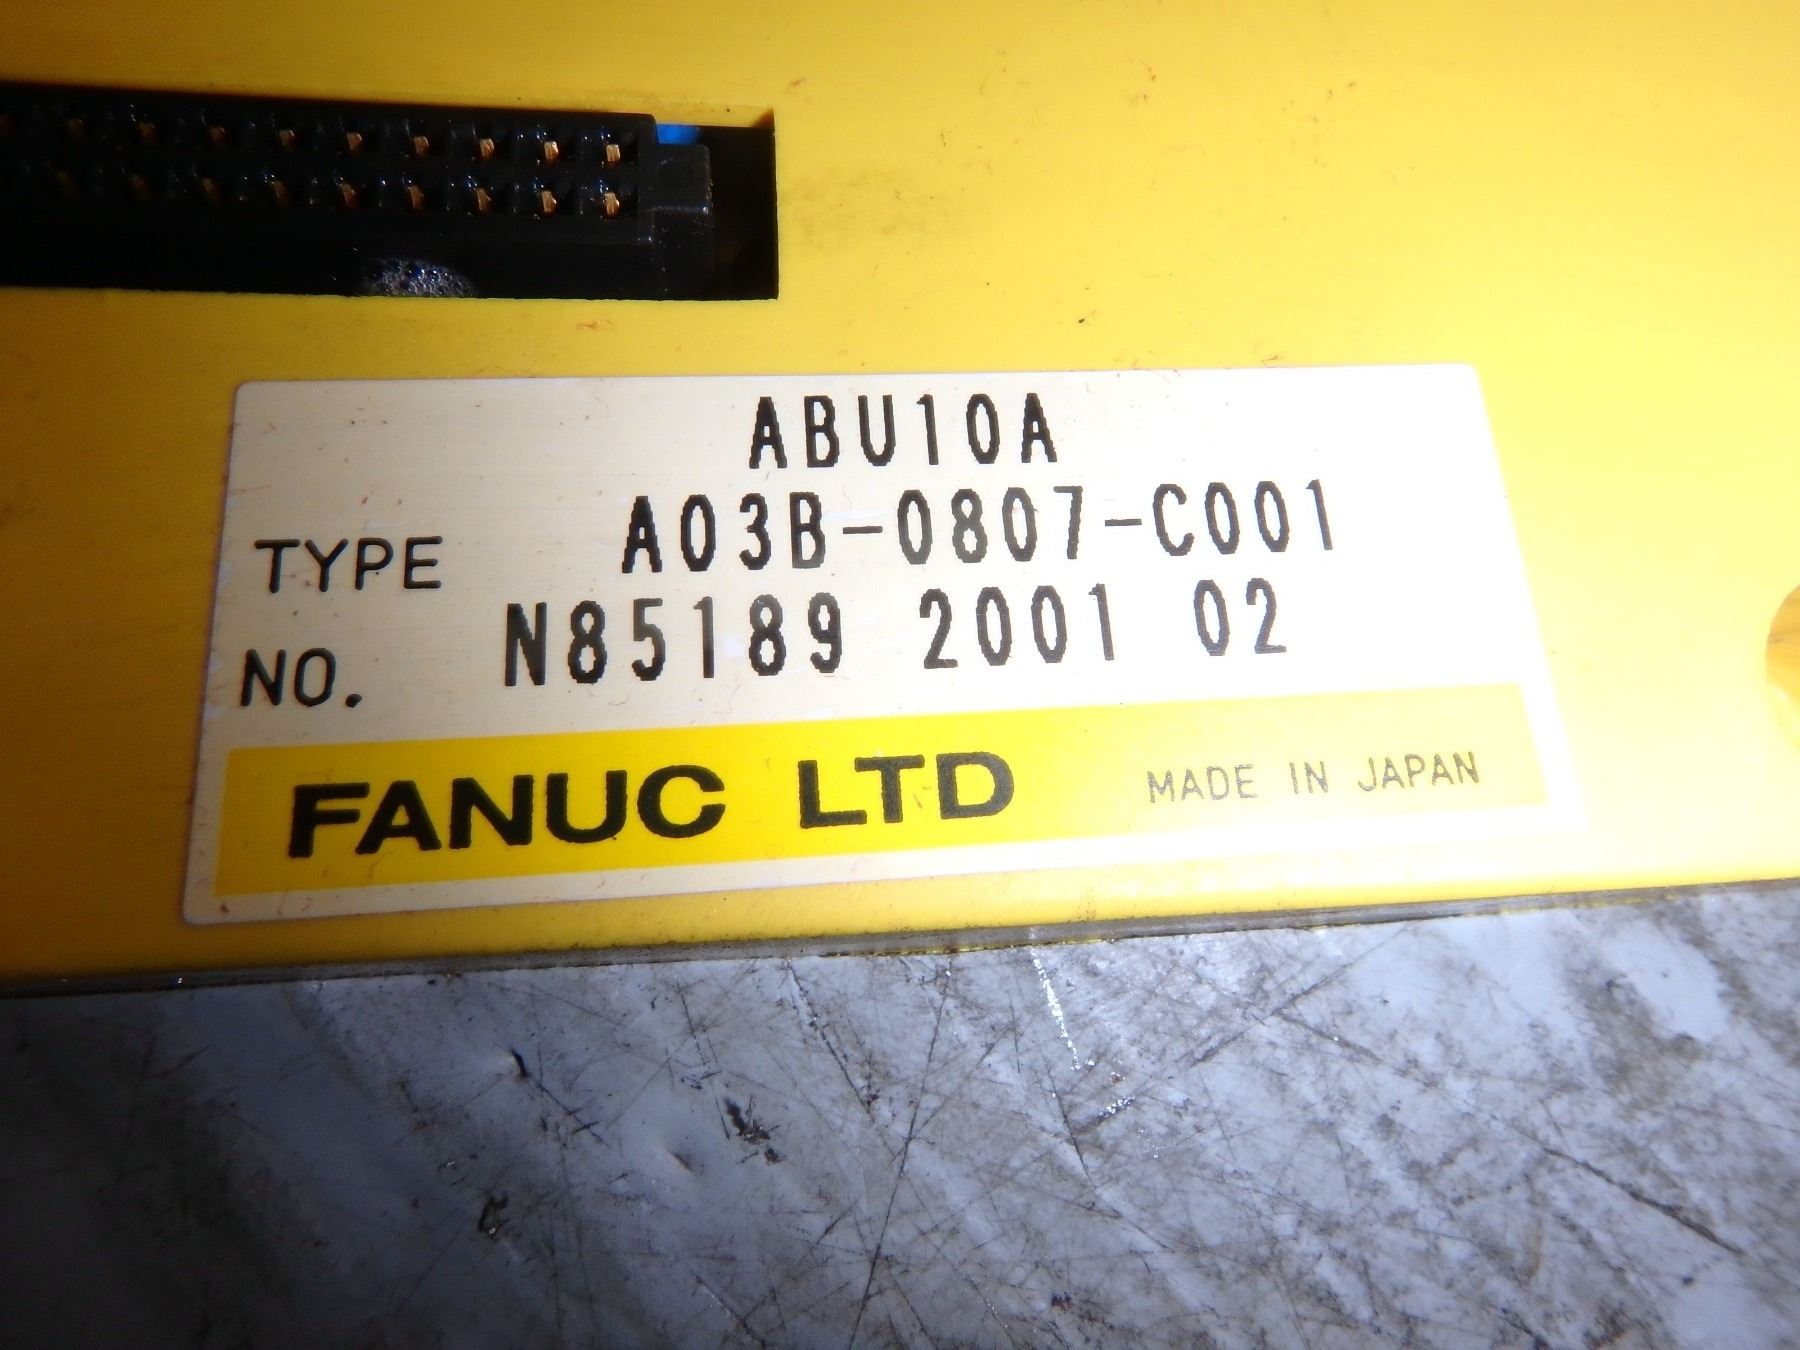 ABU10A
TYPE A03B-0807-C001
NO. N85189 2001 02
FANUC LTD MADE IN JAPAN